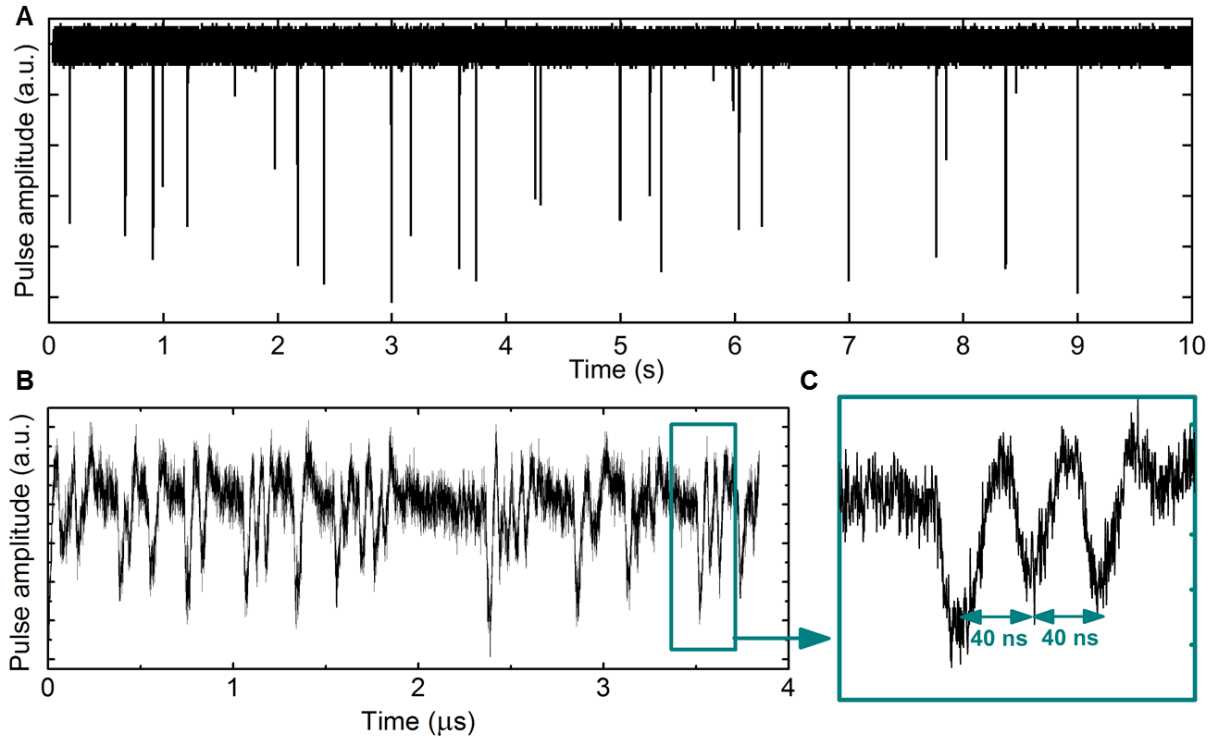 A
Pulse amplitude (a.u.)
0 1 2 3 4 5 6 7 8 9 10
Time (s)
B
Pulse amplitude (a.u.)
0 1 2 3 4
Time (μs)
C
40 ns 40 ns